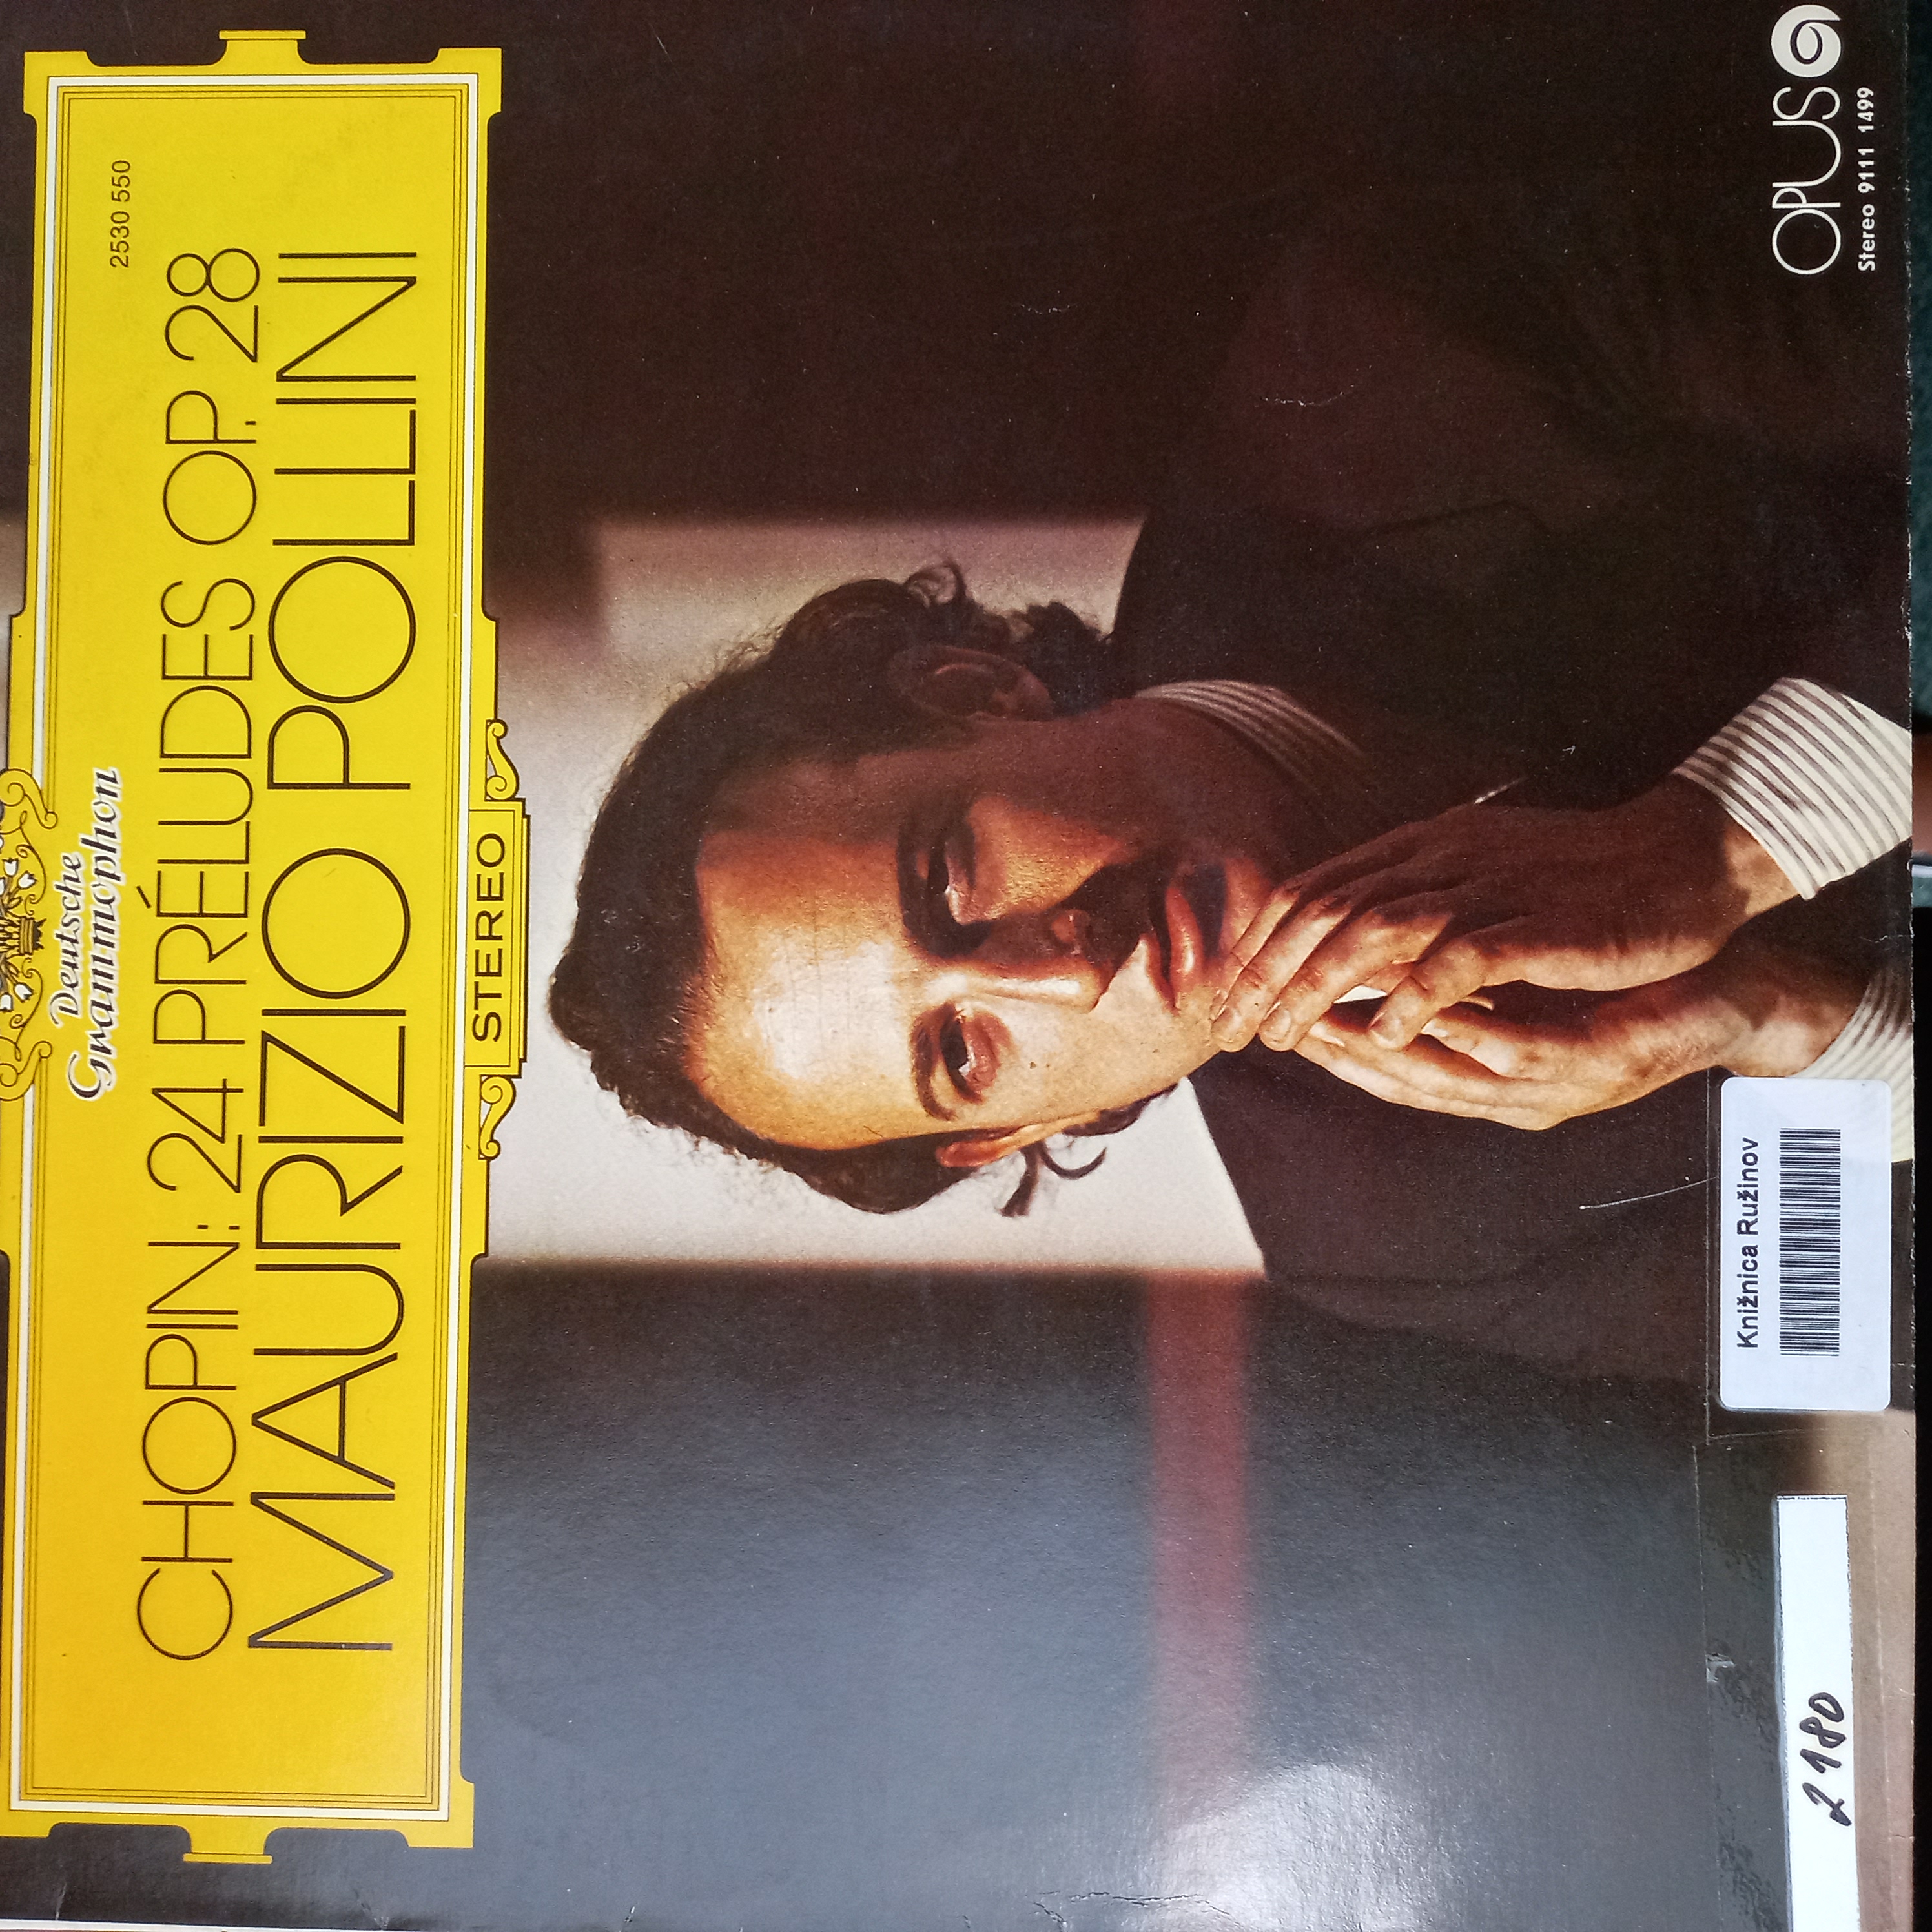 Deutsche
Grammophon
2530 550
CHOPIN: 24 PRÉLUDES OP. 28
MAURIZIO POLLINI
STEREO
Knižnica Ružinov
2180
OPUS
Stereo 9111 1499